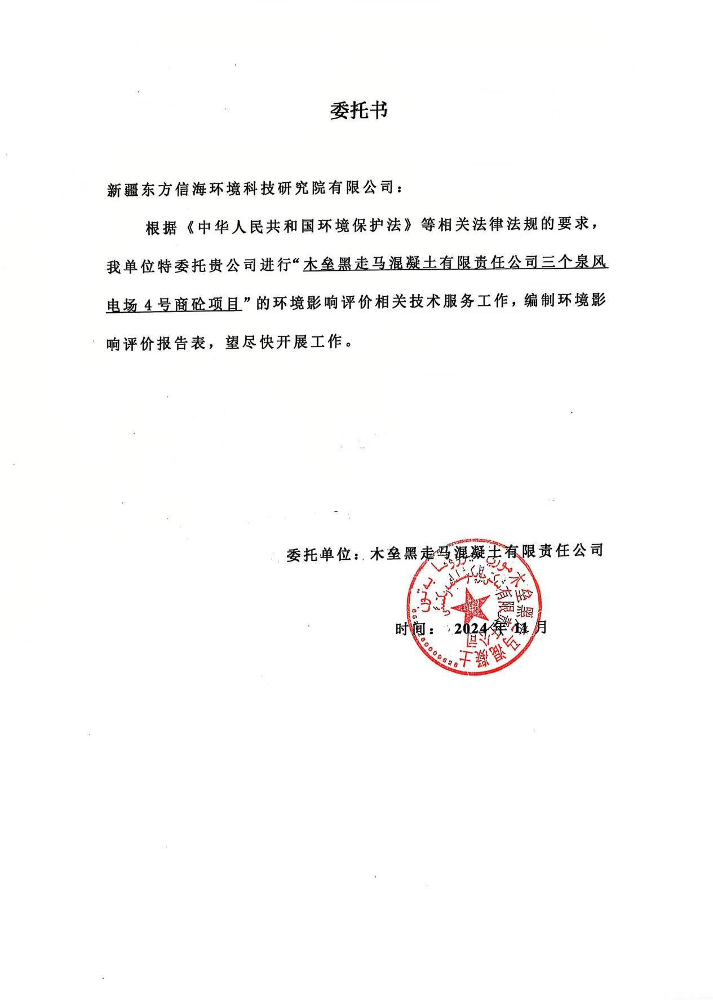 委托书
新疆东方信海环境科技研究院有限公司：
根据《中华人民共和国环境保护法》等相关法律法规的要求，
我单位特委托贵公司进行“木垒黑走马混凝土有限责任公司三个泉风
电场 4 号商砼项目”的环境影响评价相关技术服务工作，编制环境影
响评价报告表，望尽快开展工作。
委托单位：木垒黑走马混凝土有限责任公司
时间： 2024 年 11 月
木垒黑走马混凝土
有限责任公司